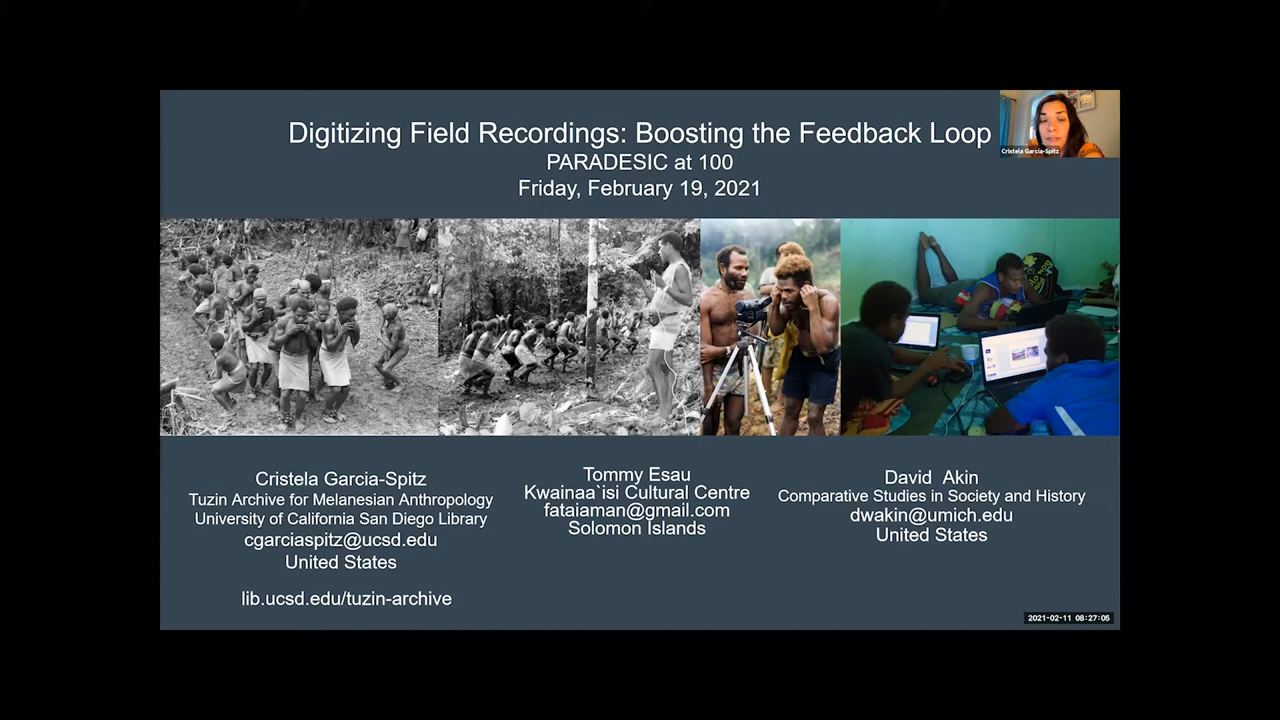 Digitizing Field Recordings: Boosting the Feedback Loop
PARADESIC at 100
Friday, February 19, 2021
Cristela Garcia-Spitz
Cristela Garcia-Spitz
Tuzin Archive for Melanesian Anthropology
University of California San Diego Library
cgarciaspitz@ucsd.edu
United States
lib.ucsd.edu/tuzin-archive
Tommy Esau
Kwainaa`isi Cultural Centre
fataiaman@gmail.com
Solomon Islands
David Akin
Comparative Studies in Society and History
dwakin@umich.edu
United States
2021-02-11 08:27:05